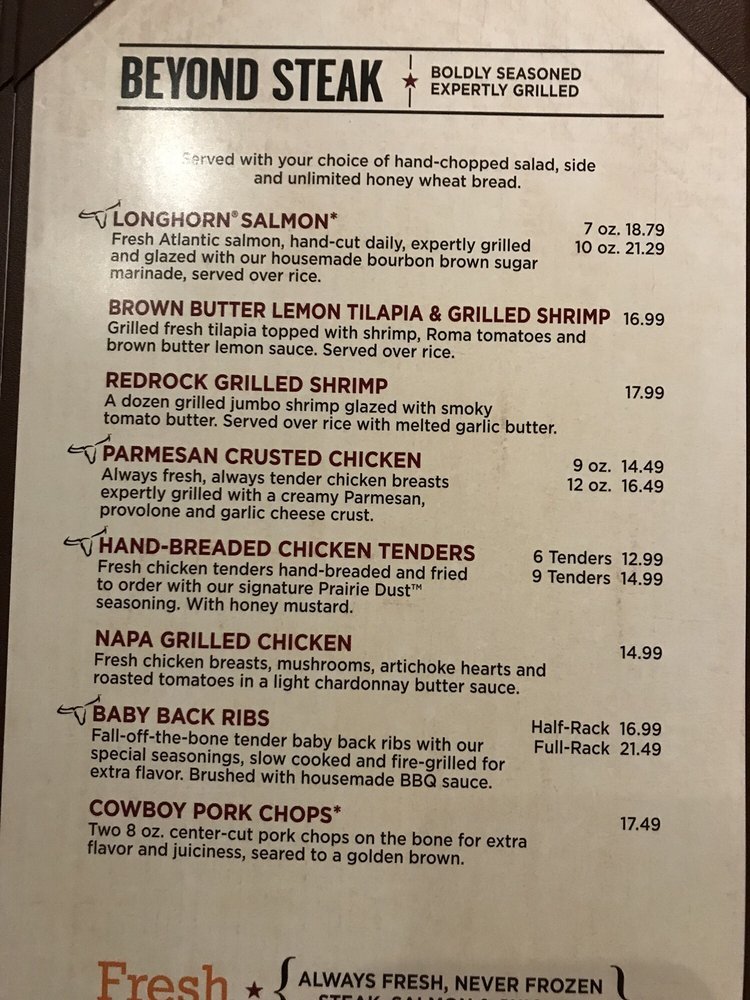 BEYOND STEAK
BOLDLY SEASONED
EXPERTLY GRILLED
Served with your choice of hand-chopped salad, side
and unlimited honey wheat bread.
LONGHORN® SALMON*
7 oz. 18.79
10 oz. 21.29
Fresh Atlantic salmon, hand-cut daily, expertly grilled
and glazed with our housemade bourbon brown sugar
marinade, served over rice.
BROWN BUTTER LEMON TILAPIA & GRILLED SHRIMP 16.99
Grilled fresh tilapia topped with shrimp, Roma tomatoes and
brown butter lemon sauce. Served over rice.
REDROCK GRILLED SHRIMP 17.99
A dozen grilled jumbo shrimp glazed with smoky
tomato butter. Served over rice with melted garlic butter.
PARMESAN CRUSTED CHICKEN
9 oz. 14.49
12 oz. 16.49
Always fresh, always tender chicken breasts
expertly grilled with a creamy Parmesan,
provolone and garlic cheese crust.
HAND-BREADED CHICKEN TENDERS
6 Tenders 12.99
9 Tenders 14.99
Fresh chicken tenders hand-breaded and fried
to order with our signature Prairie Dust™
seasoning. With honey mustard.
NAPA GRILLED CHICKEN 14.99
Fresh chicken breasts, mushrooms, artichoke hearts and
roasted tomatoes in a light chardonnay butter sauce.
BABY BACK RIBS
Half-Rack 16.99
Full-Rack 21.49
Fall-off-the-bone tender baby back ribs with our
special seasonings, slow cooked and fire-grilled for
extra flavor. Brushed with housemade BBQ sauce.
COWBOY PORK CHOPS* 17.49
Two 8 oz. center-cut pork chops on the bone for extra
flavor and juiciness, seared to a golden brown.
Fresh
ALWAYS FRESH, NEVER FROZEN
STEAK, SALMON &